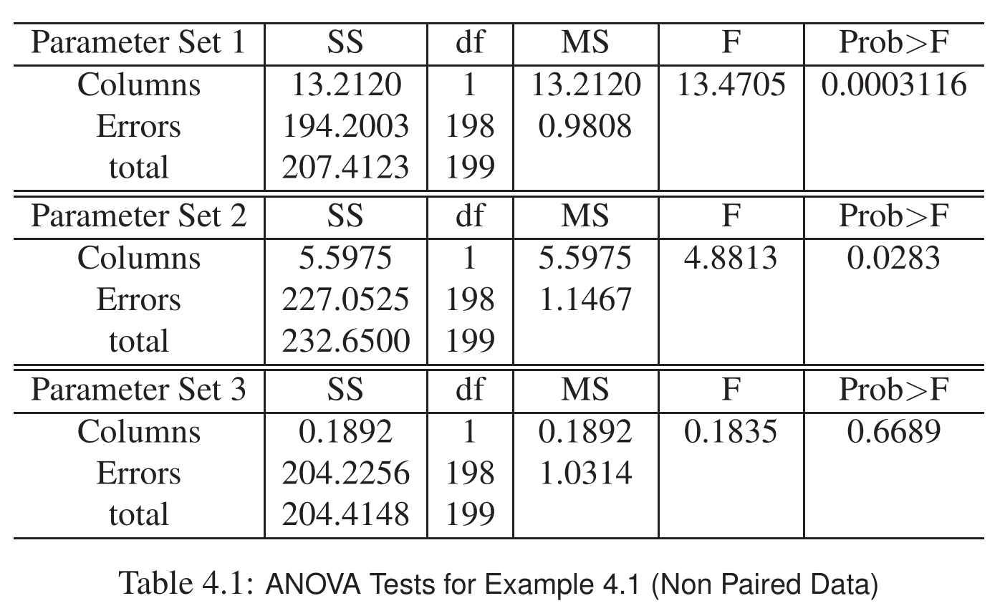 Parameter Set 1 SS df MS F Prob>F
Columns 13.2120 1 13.2120 13.4705 0.0003116
Errors 194.2003 198 0.9808
total 207.4123 199
Parameter Set 2 SS df MS F Prob>F
Columns 5.5975 1 5.5975 4.8813 0.0283
Errors 227.0525 198 1.1467
total 232.6500 199
Parameter Set 3 SS df MS F Prob>F
Columns 0.1892 1 0.1892 0.1835 0.6689
Errors 204.2256 198 1.0314
total 204.4148 199
Table 4.1: ANOVA Tests for Example 4.1 (Non Paired Data)